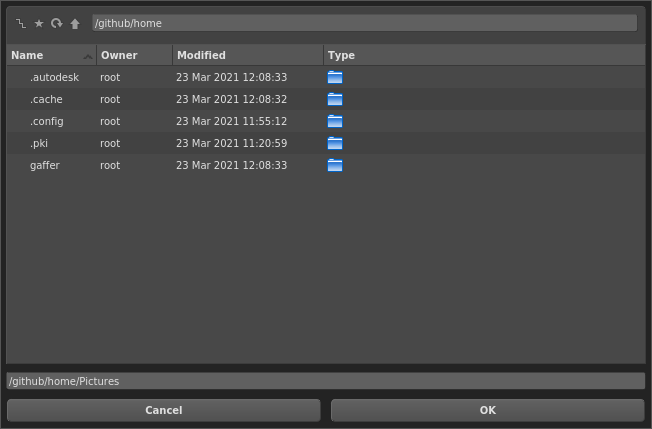 /github/home
Name Owner Modified Type
.autodesk root 23 Mar 2021 12:08:33
.cache root 23 Mar 2021 12:08:32
.config root 23 Mar 2021 11:55:12
.pki root 23 Mar 2021 11:20:59
gaffer root 23 Mar 2021 12:08:33
/github/home/Pictures
Cancel OK